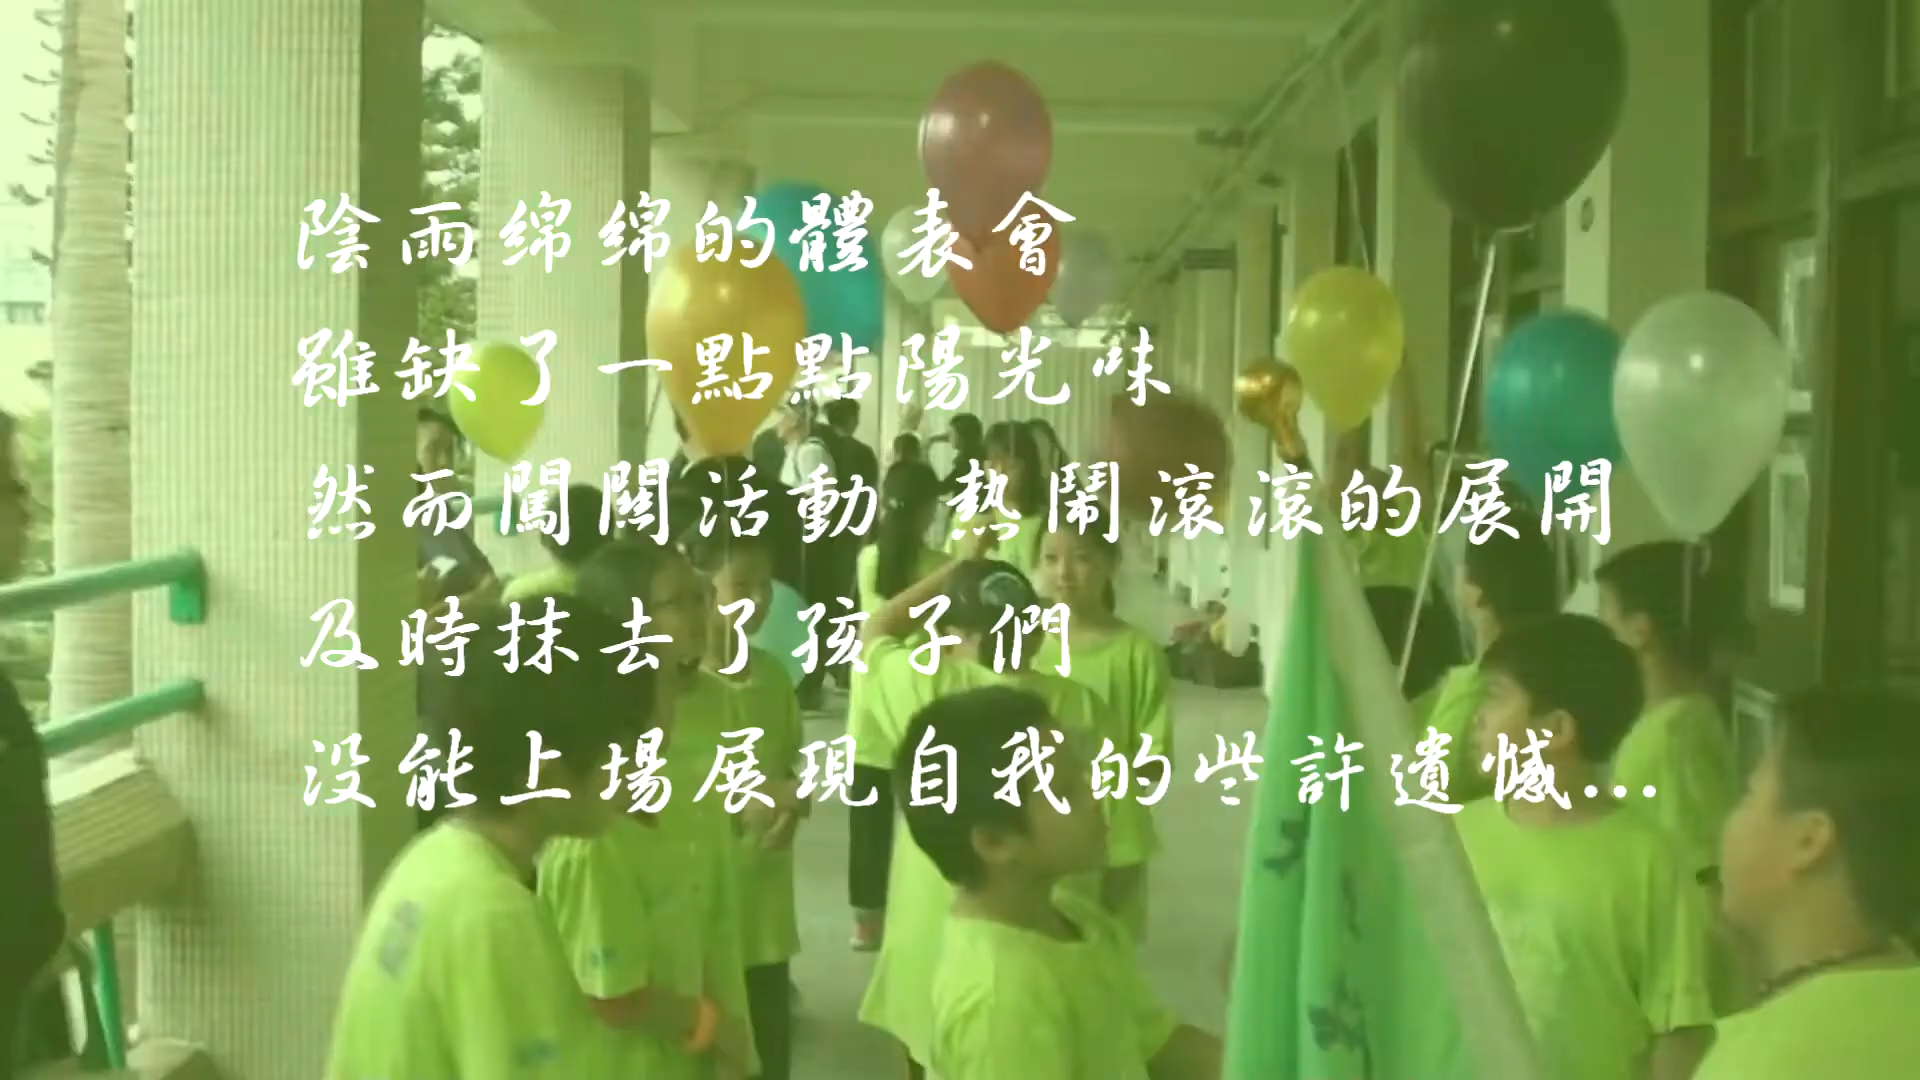 陰雨綿綿的體表會
雖缺了一點點陽光味
然而闖關活動 熱鬧滾滾的展開
及時抹去了孩子們
沒能上場展現自我的些許遺憾...